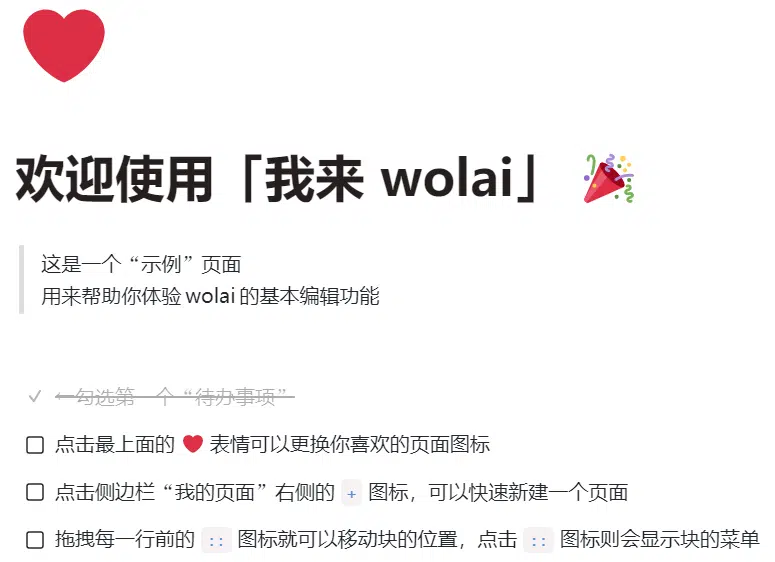 欢迎使用「我来 wolai」 🎉
这是一个“示例”页面
用来帮助你体验 wolai 的基本编辑功能
←勾选第一个“待办事项”
点击最上面的 ❤️ 表情可以更换你喜欢的页面图标
点击侧边栏“我的页面”右侧的 + 图标，可以快速新建一个页面
拖拽每一行前的 :: 图标就可以移动块的位置，点击 :: 图标则会显示块的菜单